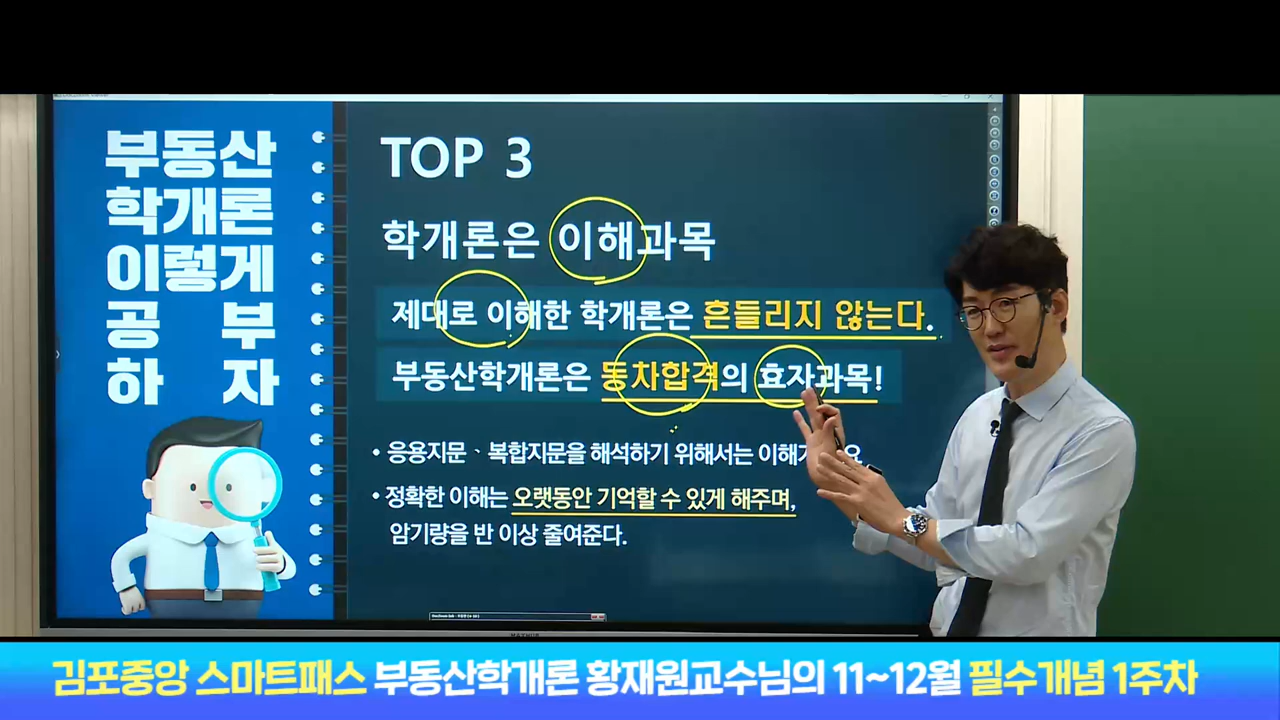 부동산
학개론
이렇게
공 부
하 자
TOP 3
학개론은 이해과목
제대로 이해한 학개론은 흔들리지 않는다.
부동산학개론은 동차합격의 효자과목!
• 응용지문、복합지문을 해석하기 위해서는 이해가 요
• 정확한 이해는 오랫동안 기억할 수 있게 해주며,
암기량을 반 이상 줄여준다.
김포중앙 스마트패스 부동산학개론 황재원교수님의 11~12월 필수개념 1주차